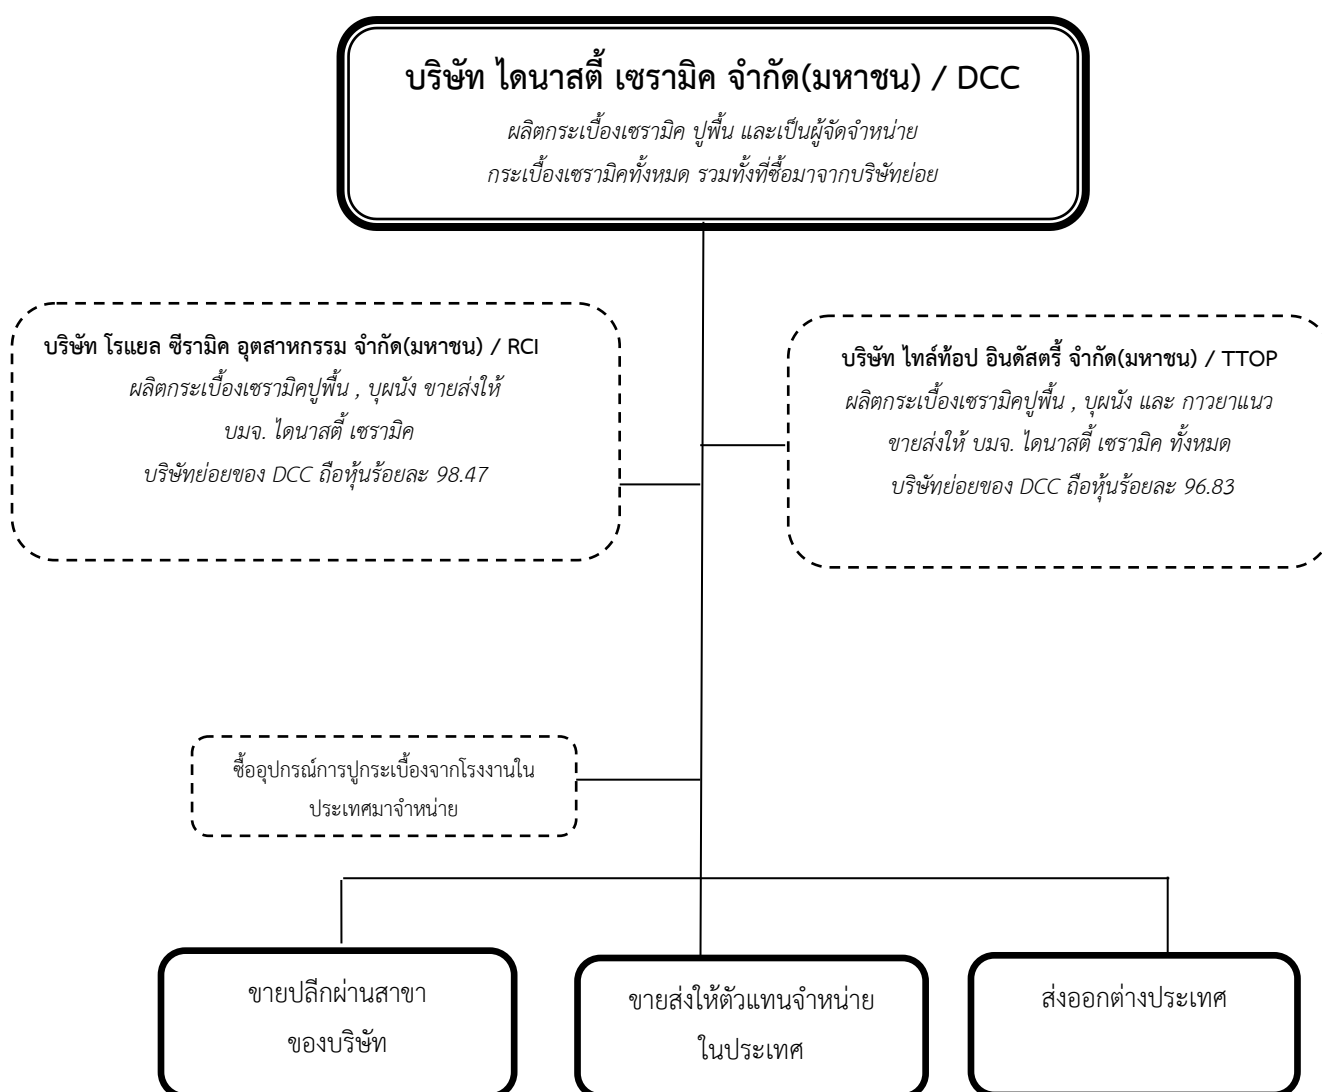 บริษัท ไดนาสตี้ เซรามิค จำกัด(มหาชน) / DCC
ผลิตกระเบื้องเซรามิค ปูพื้น และเป็นผู้จัดจำหน่าย
กระเบื้องเซรามิคทั้งหมด รวมทั้งที่ซื้อมาจากบริษัทย่อย
บริษัท โรแยล ซีรามิค อุตสาหกรรม จำกัด(มหาชน) / RCI
ผลิตกระเบื้องเซรามิคปูพื้น , บุผนัง ขายส่งให้
บมจ. ไดนาสตี้ เซรามิค
บริษัทย่อยของ DCC ถือหุ้นร้อยละ 98.47
บริษัท ไทล์ท้อป อินดัสตรี้ จำกัด(มหาชน) / TTOP
ผลิตกระเบื้องเซรามิคปูพื้น , บุผนัง และ กาวยาแนว
ขายส่งให้ บมจ. ไดนาสตี้ เซรามิค ทั้งหมด
บริษัทย่อยของ DCC ถือหุ้นร้อยละ 96.83
ซื้ออุปกรณ์การปูกระเบื้องจากโรงงานใน
ประเทศมาจำหน่าย
ขายปลีกผ่านสาขา
ของบริษัท
ขายส่งให้ตัวแทนจำหน่าย
ในประเทศ
ส่งออกต่างประเทศ